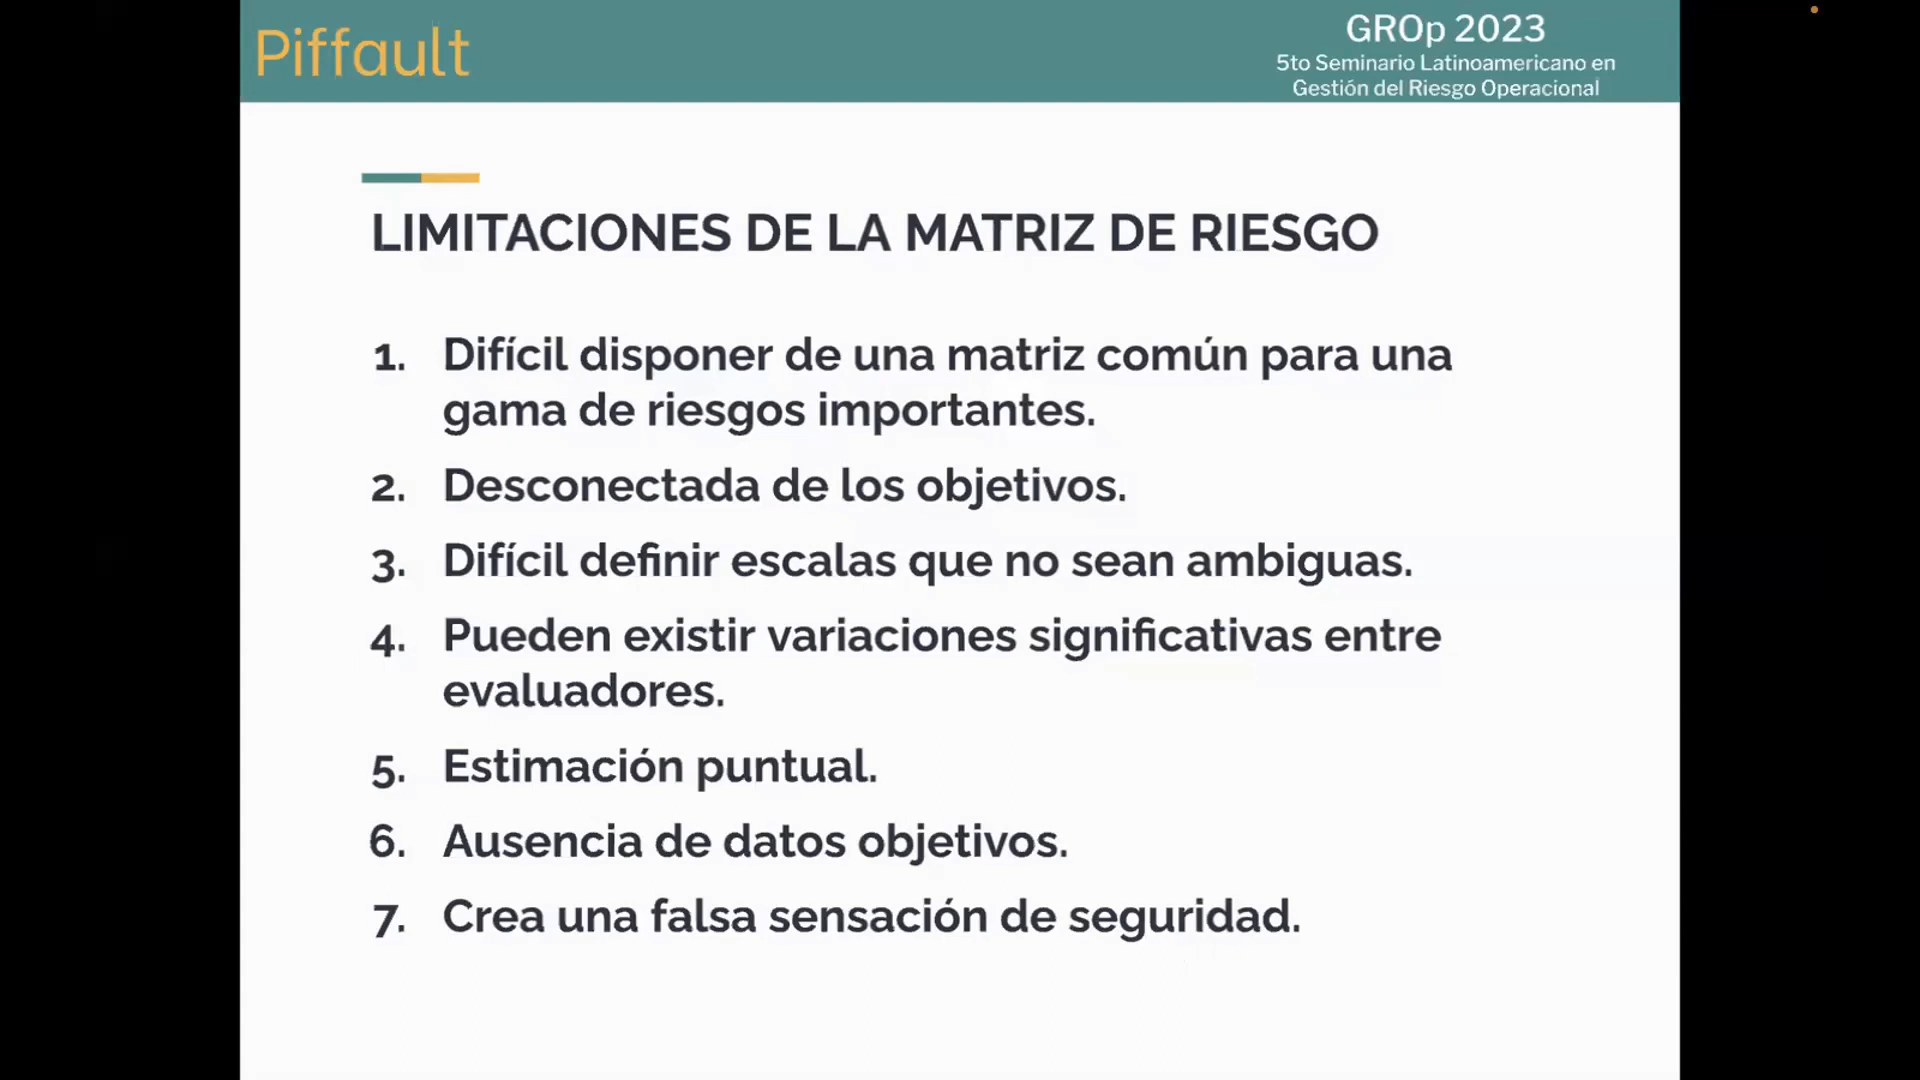 Piffault
GROp 2023
5to Seminario Latinoamericano en
Gestión del Riesgo Operacional
LIMITACIONES DE LA MATRIZ DE RIESGO
1. Difícil disponer de una matriz común para una
gama de riesgos importantes.
2. Desconectada de los objetivos.
3. Difícil definir escalas que no sean ambiguas.
4. Pueden existir variaciones significativas entre
evaluadores.
5. Estimación puntual.
6. Ausencia de datos objetivos.
7. Crea una falsa sensación de seguridad.